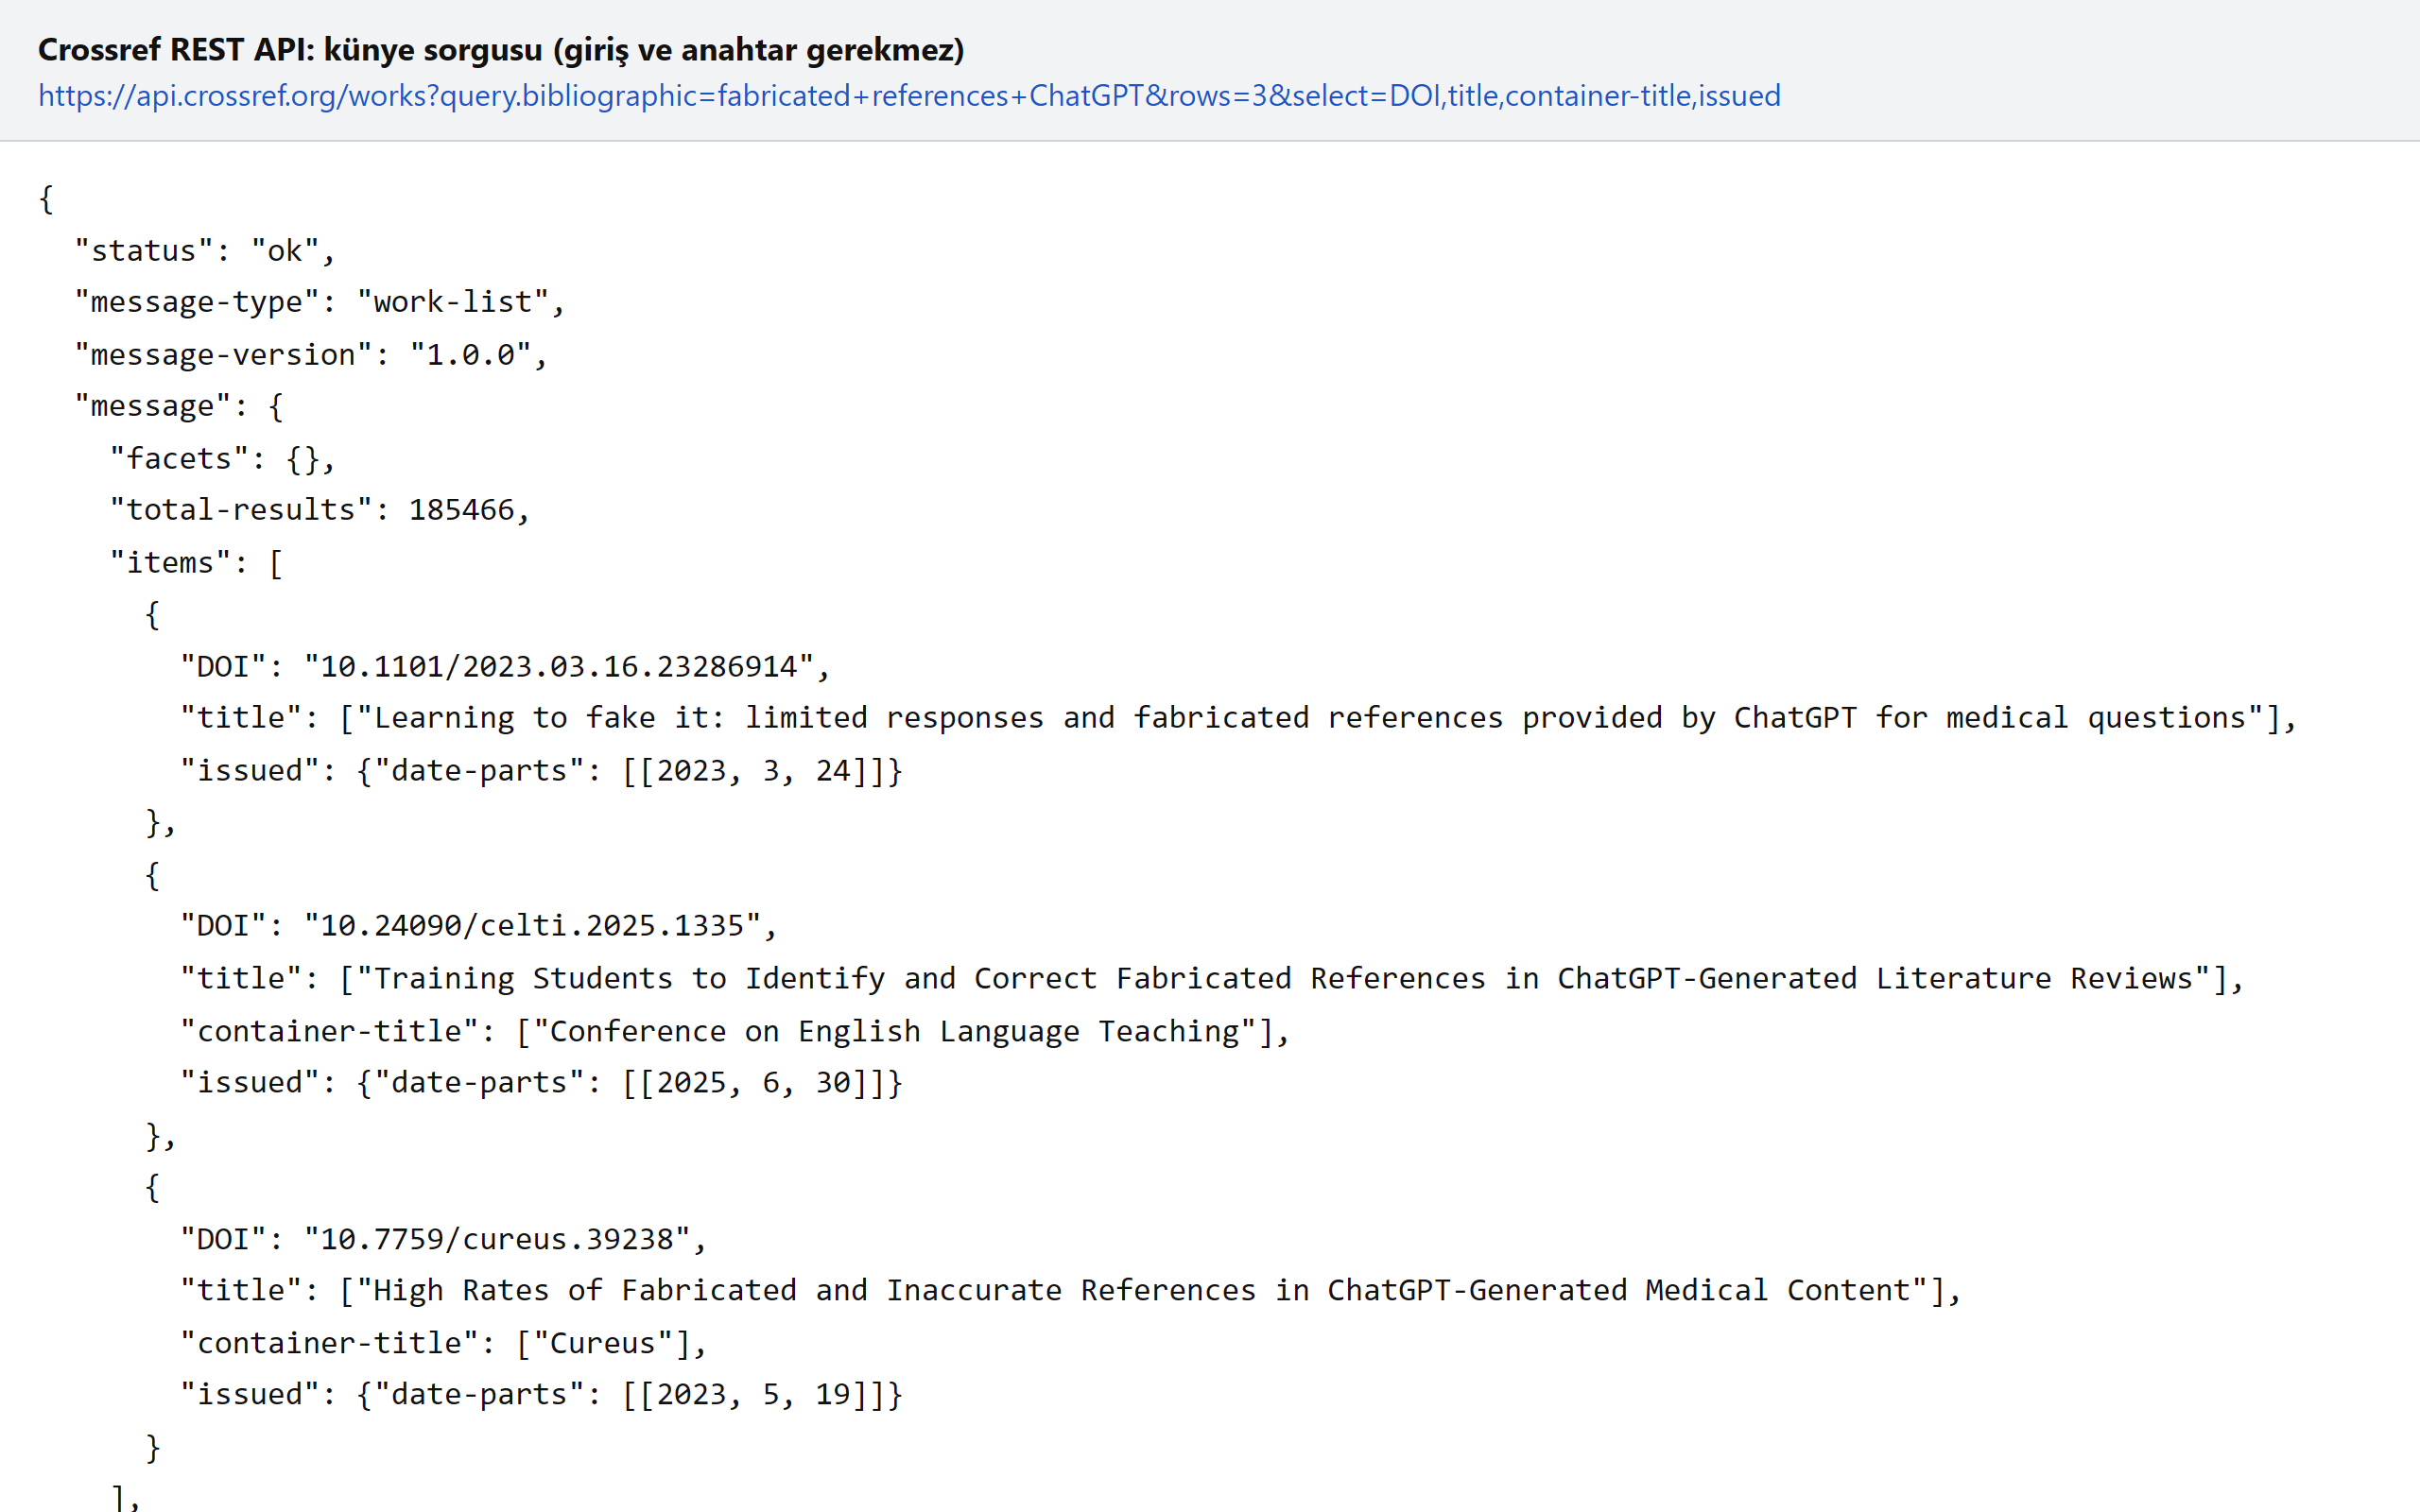 Crossref REST API: künye sorgusu (giriş ve anahtar gerekmez)
https://api.crossref.org/works?query.bibliographic=fabricated+references+ChatGPT&rows=3&select=DOI,title,container-title,issued
{
"status": "ok",
"message-type": "work-list",
"message-version": "1.0.0",
"message": {
"facets": {},
"total-results": 185466,
"items": [
{
"DOI": "10.1101/2023.03.16.23286914",
"title": ["Learning to fake it: limited responses and fabricated references provided by ChatGPT for medical questions"],
"issued": {"date-parts": [[2023, 3, 24]]}
},
{
"DOI": "10.24090/celti.2025.1335",
"title": ["Training Students to Identify and Correct Fabricated References in ChatGPT-Generated Literature Reviews"],
"container-title": ["Conference on English Language Teaching"],
"issued": {"date-parts": [[2025, 6, 30]]}
},
{
"DOI": "10.7759/cureus.39238",
"title": ["High Rates of Fabricated and Inaccurate References in ChatGPT-Generated Medical Content"],
"container-title": ["Cureus"],
"issued": {"date-parts": [[2023, 5, 19]]}
}
],